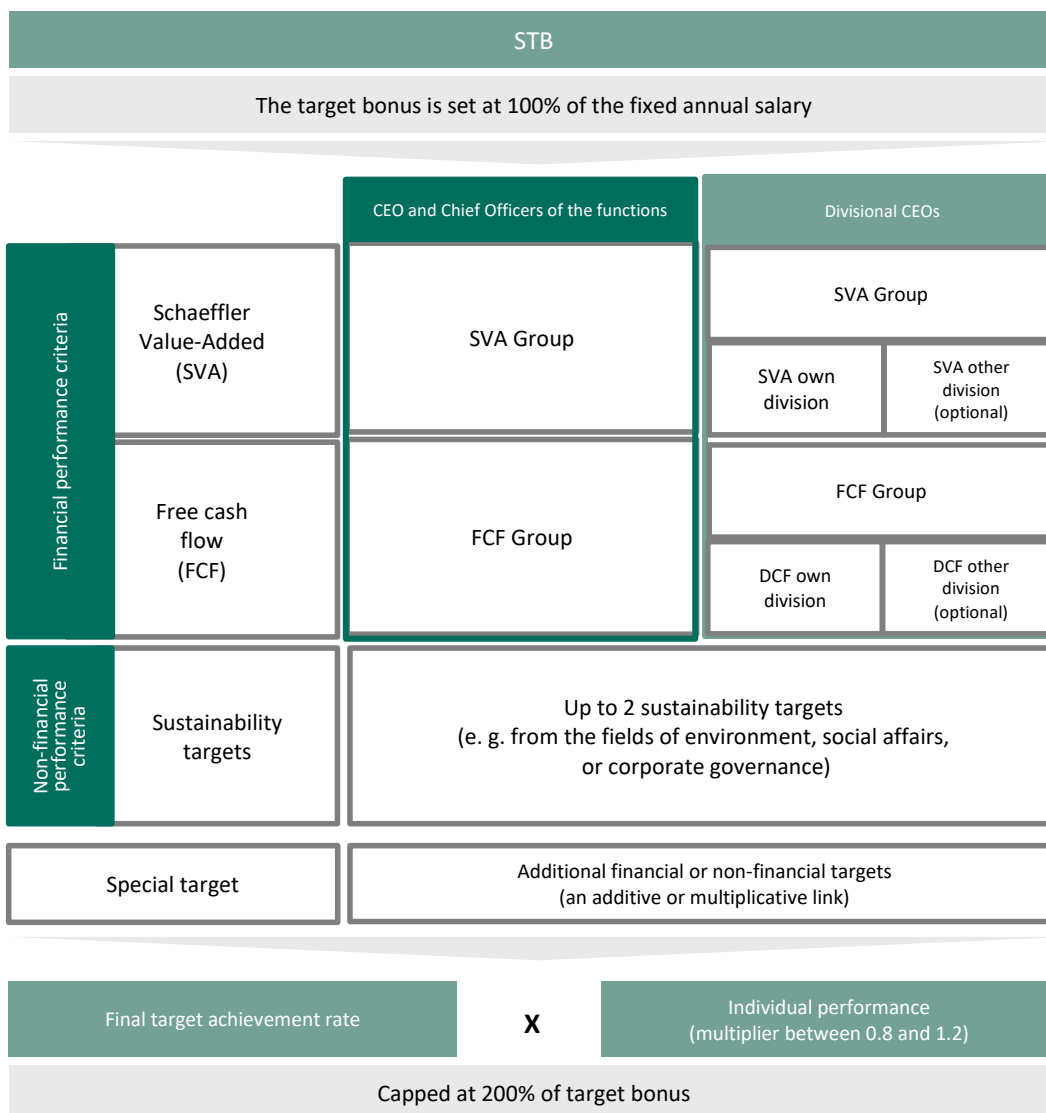 STB
The target bonus is set at 100% of the fixed annual salary
CEO and Chief Officers of the functions
Divisional CEOs
Financial performance criteria
Schaeffler
Value-Added
(SVA)
SVA Group
SVA Group
SVA own
division
SVA other
division
(optional)
Free cash
flow
(FCF)
FCF Group
FCF Group
DCF own
division
DCF other
division
(optional)
Non-financial
performance
criteria
Sustainability
targets
Up to 2 sustainability targets
(e. g. from the fields of environment, social affairs,
or corporate governance)
Special target
Additional financial or non-financial targets
(an additive or multiplicative link)
Final target achievement rate
X
Individual performance
(multiplier between 0.8 and 1.2)
Capped at 200% of target bonus